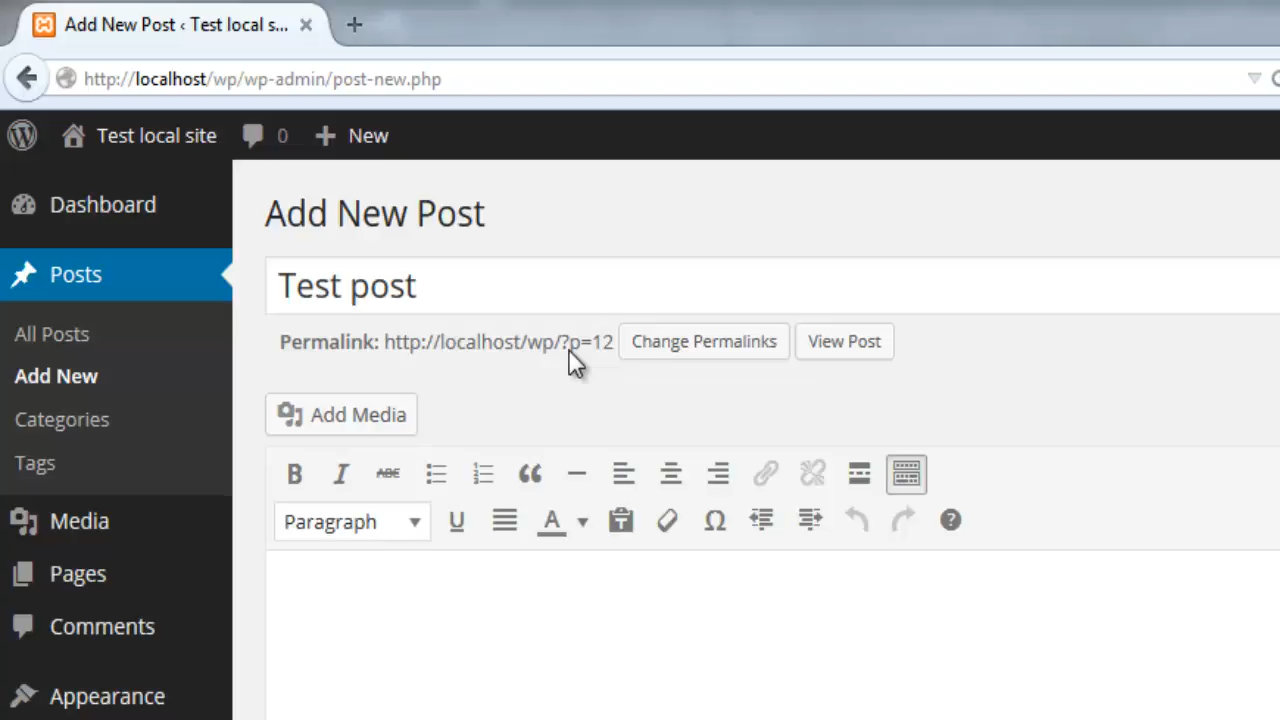 Add New Post ‹ Test local s...
http://localhost/wp/wp-admin/post-new.php
Test local site 0 New
Dashboard
Posts
All Posts
Add New
Categories
Tags
Media
Pages
Comments
Appearance
Add New Post
Test post
Permalink: http://localhost/wp/?p=12 Change Permalinks View Post
Add Media
B I ABC
Paragraph U A T Ω ?